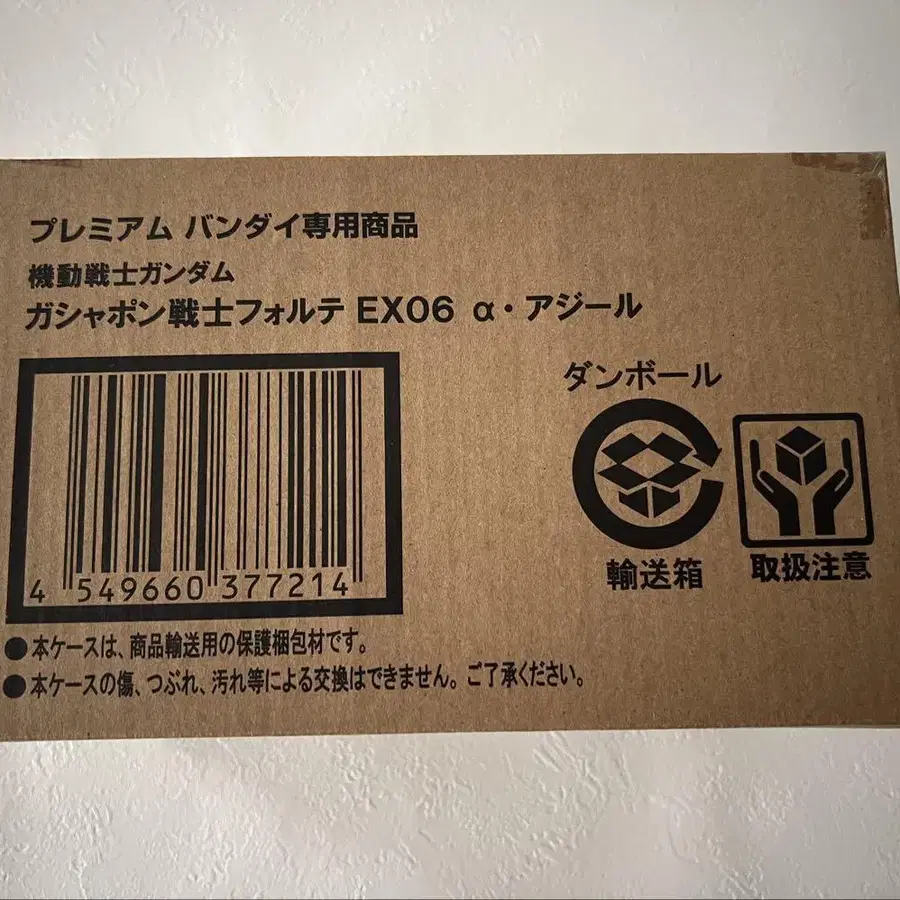 プレミアム バンダイ専用商品
機動戦士ガンダム
ガシャポン戦士フォルテ EX06 α・アジール
ダンボール
輸送箱
取扱注意
4 549660 377214
●本ケースは、商品輸送用の保護梱包材です。
●本ケースの傷、つぶれ、汚れ等による交換はできません。ご了承ください。